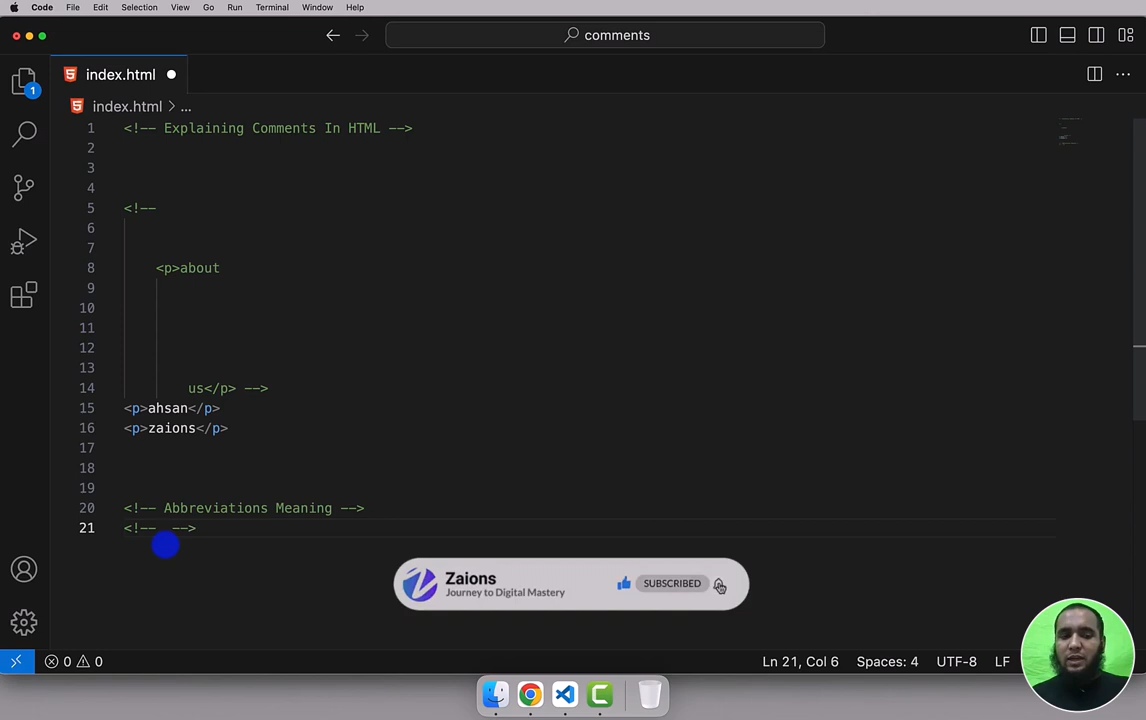 Code File Edit Selection View Go Run Terminal Window Help
comments
1
index.html
index.html > ...
1 <!-- Explaining Comments In HTML -->
2
3
4
5 <!--
6
7
8 <p>about
9
10
11
12
13
14 us</p> -->
15 <p>ahsan</p>
16 <p>zaions</p>
17
18
19
20 <!-- Abbreviations Meaning -->
21 <!--  -->
Zaions
Journey to Digital Mastery
SUBSCRIBED
0 0 Ln 21, Col 6 Spaces: 4 UTF-8 LF